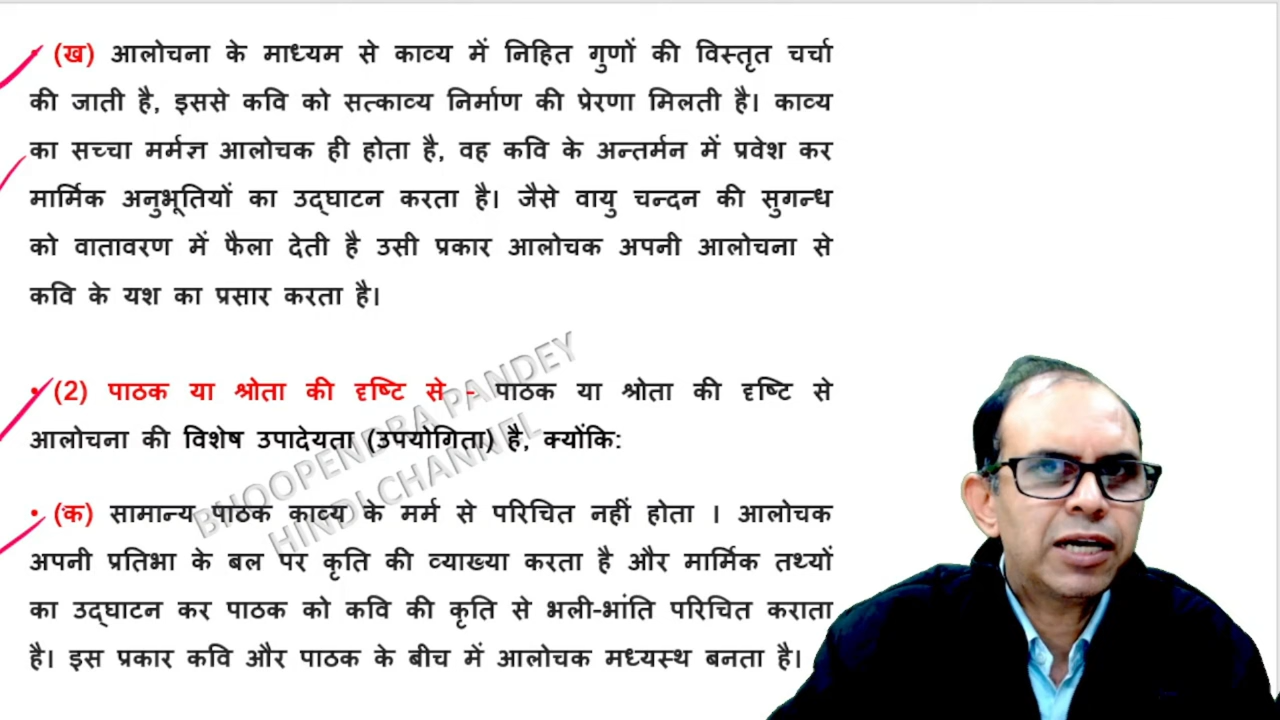 • (ख) आलोचना के माध्यम से काव्य में निहित गुणों की विस्तृत चर्चा
की जाती है, इससे कवि को सत्काव्य निर्माण की प्रेरणा मिलती है। काव्य
का सच्चा मर्मज्ञ आलोचक ही होता है, वह कवि के अन्तर्मन में प्रवेश कर
मार्मिक अनुभूतियों का उद्‌घाटन करता है। जैसे वायु चन्दन की सुगन्ध
को वातावरण में फैला देती है उसी प्रकार आलोचक अपनी आलोचना से
कवि के यश का प्रसार करता है।
• (2) पाठक या श्रोता की दृष्टि से - पाठक या श्रोता की दृष्टि से
आलोचना की विशेष उपादेयता (उपयोगिता) है, क्योंकि:
• (क) सामान्य पाठक काव्य के मर्म से परिचित नहीं होता । आलोचक
अपनी प्रतिभा के बल पर कृति की व्याख्या करता है और मार्मिक तथ्यों
का उद्‌घाटन कर पाठक को कवि की कृति से भली-भांति परिचित कराता
है। इस प्रकार कवि और पाठक के बीच में आलोचक मध्यस्थ बनता है।
BHOOPENDRA PANDEY
HINDI CHANNEL